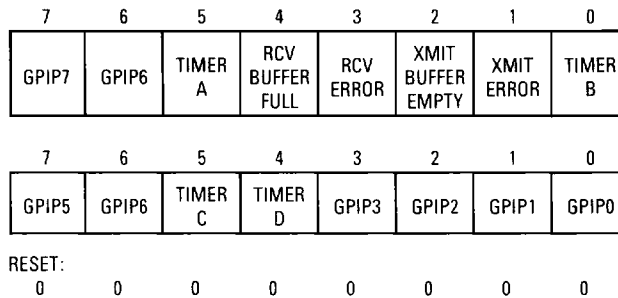 7 6 5 4 3 2 1 0
GPIP7 GPIP6 TIMER A RCV BUFFER FULL RCV ERROR XMIT BUFFER EMPTY XMIT ERROR TIMER B
7 6 5 4 3 2 1 0
GPIP5 GPIP6 TIMER C TIMER D GPIP3 GPIP2 GPIP1 GPIP0
RESET:
0 0 0 0 0 0 0 0